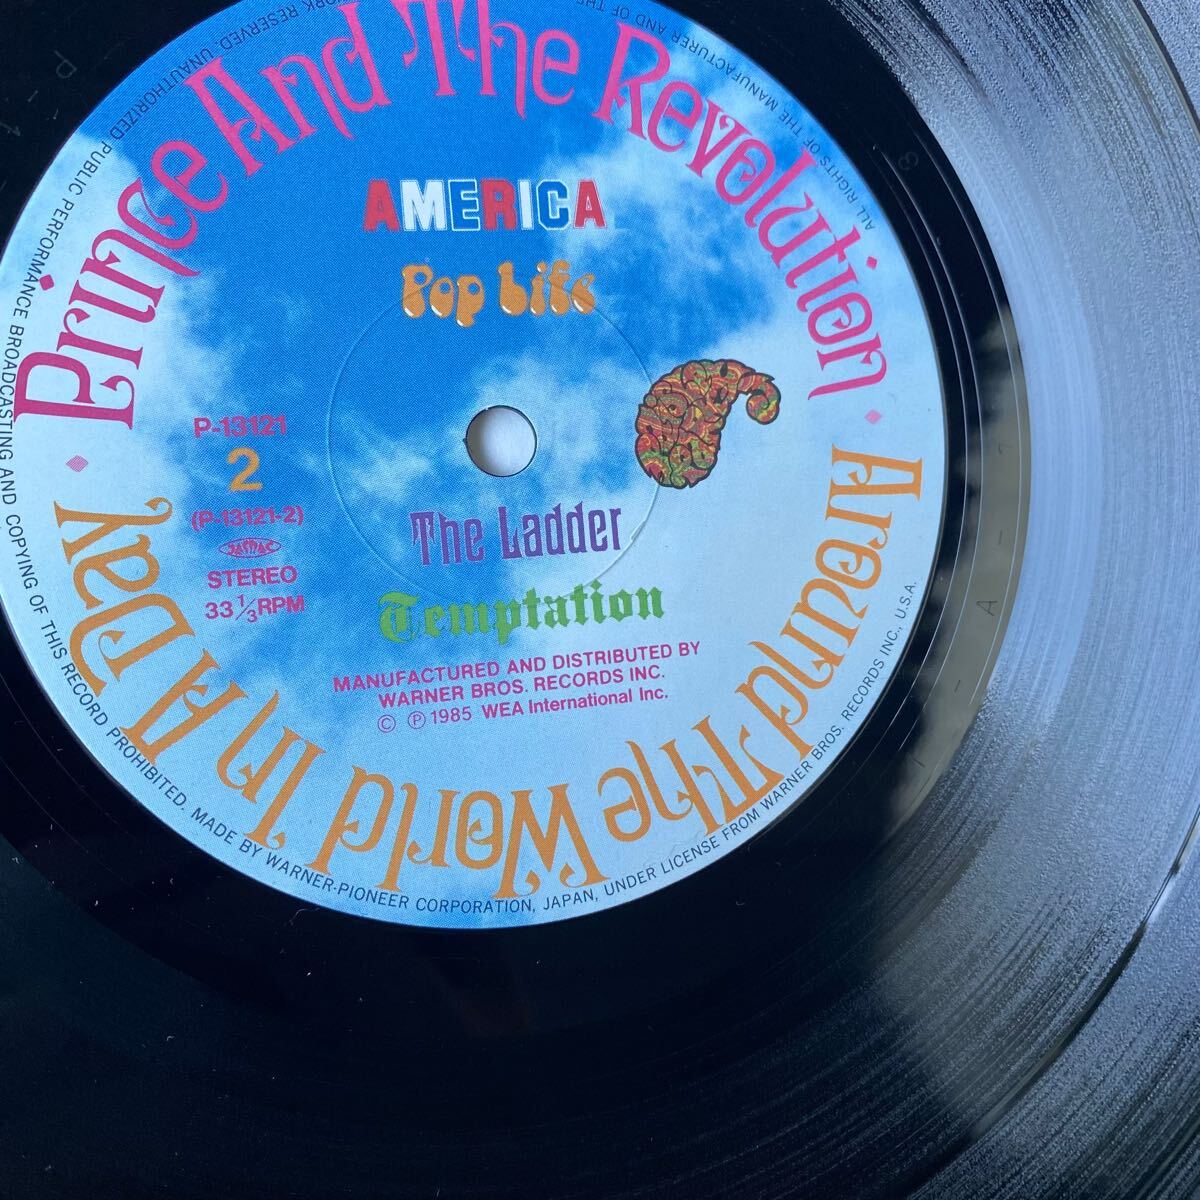 Prince And The Revolution
Around The World In A Day
AMERICA
Pop Life
P-13121
2
(P-13121-2)
JASRAC
STEREO
33 1/3 RPM
The Ladder
Temptation
MANUFACTURED AND DISTRIBUTED BY
WARNER BROS. RECORDS INC.
© ℗ 1985 WEA International Inc.
ALL RIGHTS OF THE MANUFACTURER AND OF THE WORK RESERVED. UNAUTHORIZED PUBLIC PERFORMANCE BROADCASTING AND COPYING OF THIS RECORD PROHIBITED. MADE BY WARNER-PIONEER CORPORATION, JAPAN, UNDER LICENSE FROM WARNER BROS. RECORDS INC., U.S.A.